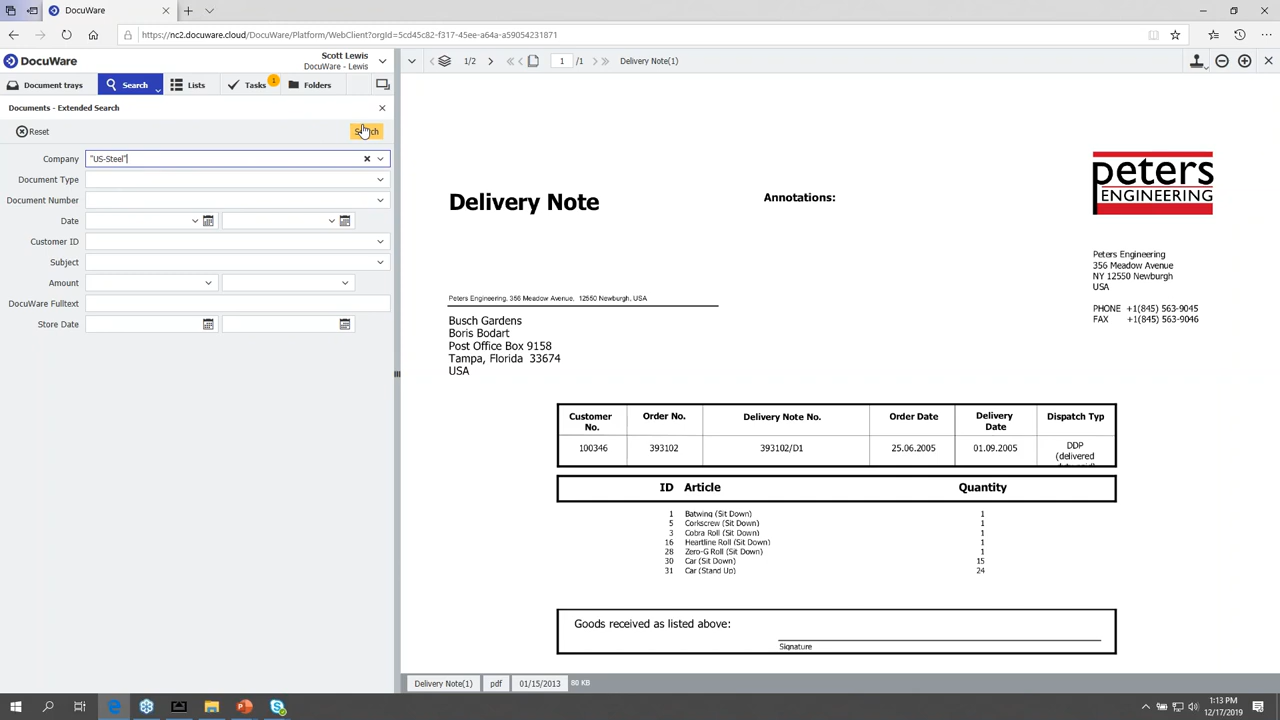 DocuWare
https://nc2.docuware.cloud/DocuWare/Platform/WebClient?orgId=5cd45c82-f317-45ee-a64a-a59054231871
DocuWare
Scott Lewis
DocuWare - Lewis
Document trays
Search
Lists
Tasks
1
Folders
Documents - Extended Search
Reset
Search
Company
"US-Steel"
Document Type
Document Number
Date
Customer ID
Subject
Amount
DocuWare Fulltext
Store Date
1/2
1
/1
Delivery Note(1)
Delivery Note
Annotations:
peters
ENGINEERING
Peters Engineering
356 Meadow Avenue
NY 12550 Newburgh
USA
PHONE +1(845) 563-9045
FAX +1(845) 563-9046
Peters Engineering, 356 Meadow Avenue, 12550 Newburgh, USA
Busch Gardens
Boris Bodart
Post Office Box 9158
Tampa, Florida 33674
USA
Customer No. Order No. Delivery Note No. Order Date Delivery Date Dispatch Typ
100346 393102 393102/D1 25.06.2005 01.09.2005 DDP (delivered
ID Article Quantity
1 Batwing (Sit Down) 1
5 Corkscrew (Sit Down) 1
3 Cobra Roll (Sit Down) 1
16 Heartline Roll (Sit Down) 1
28 Zero-G Roll (Sit Down) 1
30 Car (Sit Down) 15
31 Car (Stand Up) 24
Goods received as listed above:
Signature
Delivery Note(1)
pdf
01/15/2013
80 KB
1:13 PM
12/17/2019